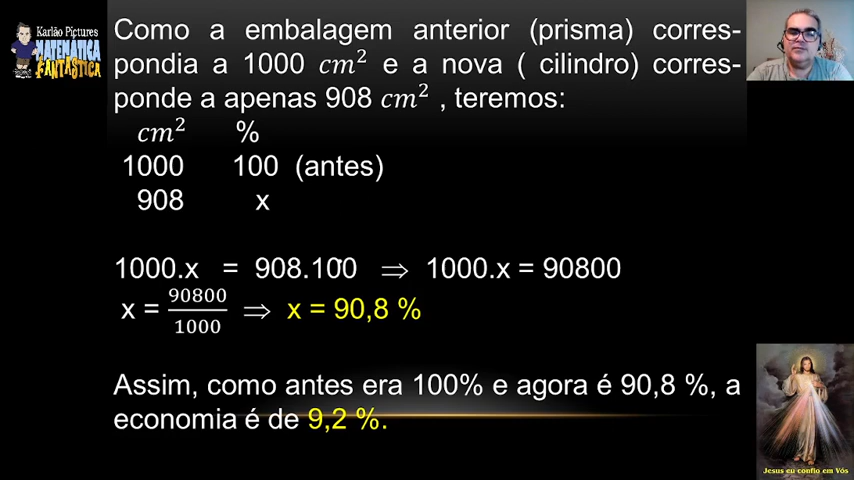 Karlão Pictures
MATEMÁTICA
FANTÁSTICA
Como a embalagem anterior (prisma) corres-
pondia a 1000 cm² e a nova ( cilindro) corres-
ponde a apenas 908 cm² , teremos:
cm² %
1000 100 (antes)
908 x
1000.x = 908.100 ⇒ 1000.x = 90800
x = 90800/1000 ⇒ x = 90,8 %
Assim, como antes era 100% e agora é 90,8 %, a
economia é de 9,2 %.
Jesus eu confio em Vós